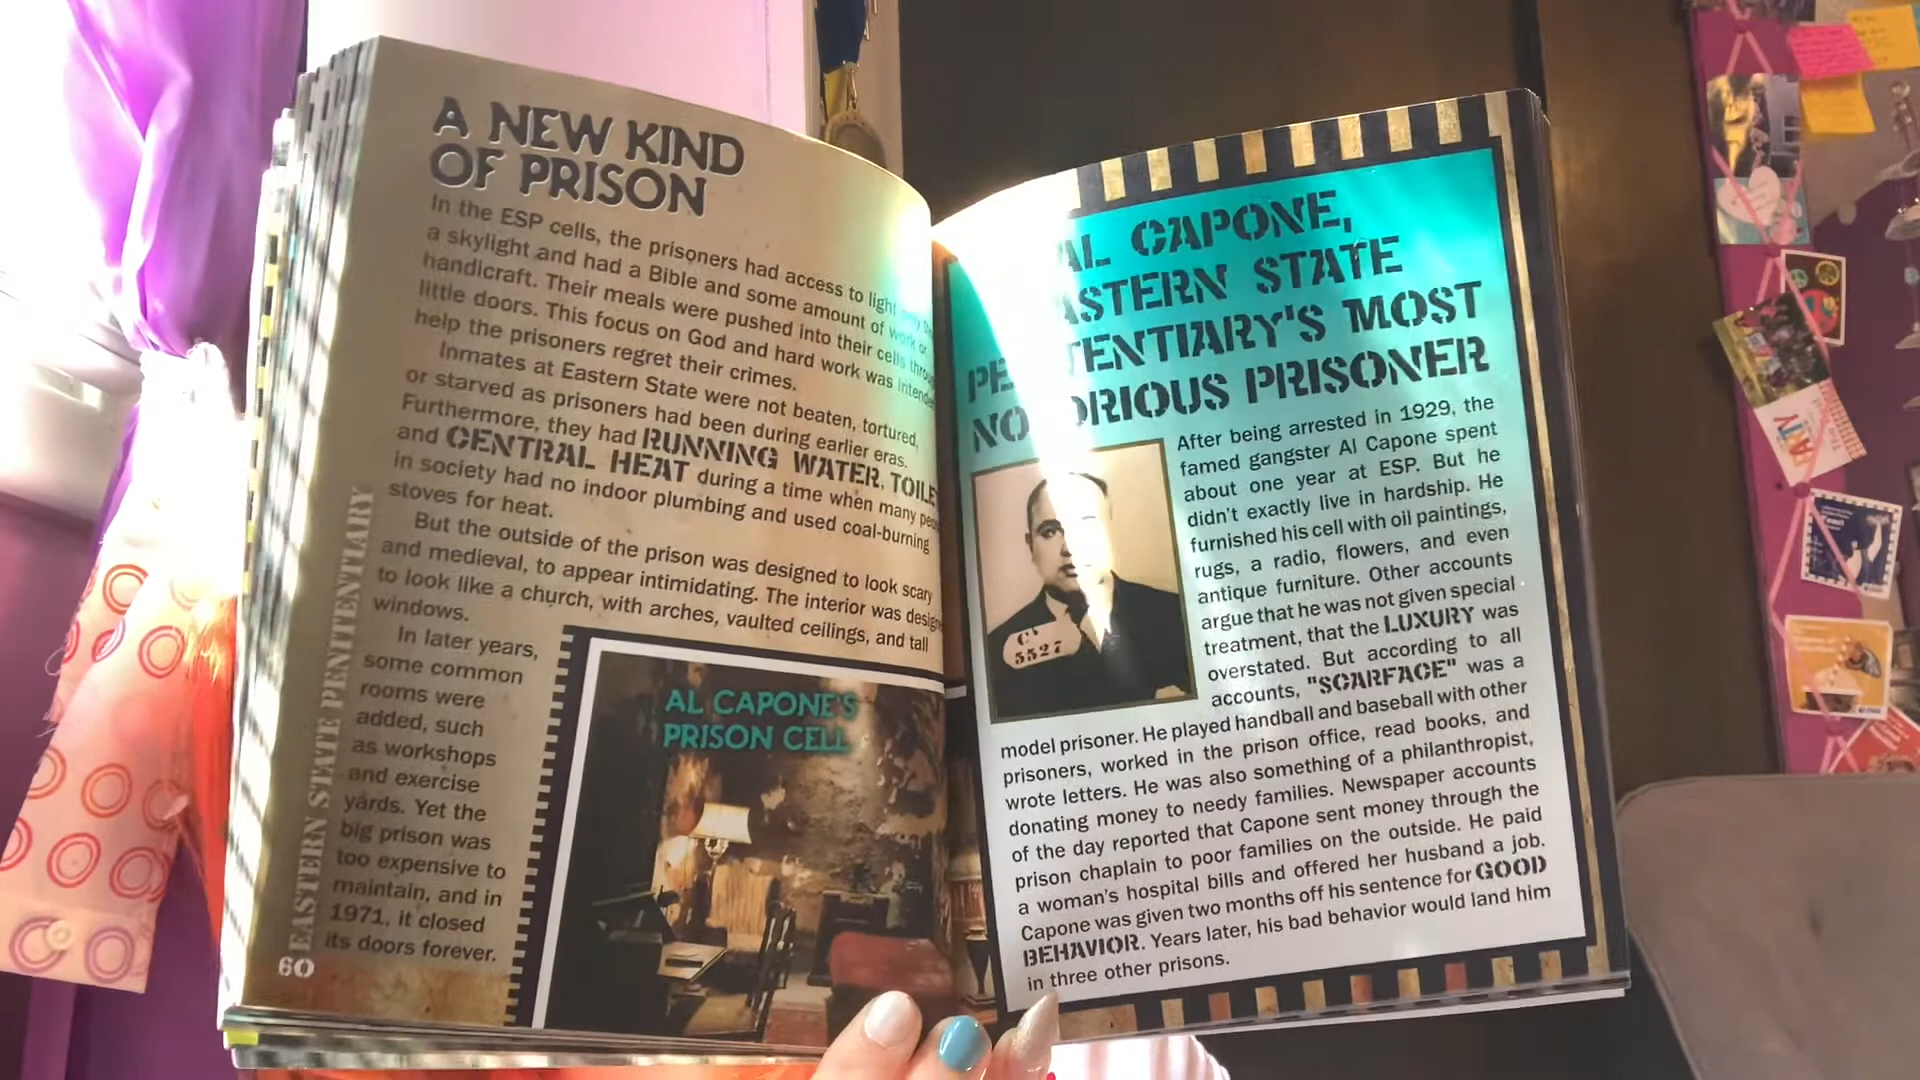 A NEW KIND
OF PRISON
In the ESP cells, the prisoners had access to light
a skylight and had a Bible and some amount of work or
handicraft. Their meals were pushed into their cells
little doors. This focus on God and hard work was
help the prisoners regret their crimes.
Inmates at Eastern State were not beaten, tortured,
or starved as prisoners had been during earlier eras.
Furthermore, they had RUNNING WATER,
and CENTRAL HEAT during a time when many
in society had no indoor plumbing and used coal-burning
stoves for heat.
But the outside of the prison was designed to look scary
and medieval, to appear intimidating. The interior was
to look like a church, with arches, vaulted ceilings, and tall
windows.
In later years,
some common
rooms were
added, such
as workshops
and exercise
yards. Yet the
big prison was
too expensive to
maintain, and in
1971, it closed
its doors forever.
AL CAPONE'S
PRISON CELL
EASTERN STATE PENITENTIARY
60
AL CAPONE,
ASTERN STATE
PE TENTIARY'S MOST
NO ORIOUS PRISONER
After being arrested in 1929, the
famed gangster Al Capone spent
about one year at ESP. But he
didn't exactly live in hardship. He
furnished his cell with oil paintings,
rugs, a radio, flowers, and even
antique furniture. Other accounts
argue that he was not given special
treatment, that the LUXURY was
overstated. But according to all
accounts, "SCARFACE" was a
model prisoner. He played handball and baseball with other
prisoners, worked in the prison office, read books, and
wrote letters. He was also something of a philanthropist,
donating money to needy families. Newspaper accounts
of the day reported that Capone sent money through the
prison chaplain to poor families on the outside. He paid
a woman's hospital bills and offered her husband a job.
Capone was given two months off his sentence for GOOD
BEHAVIOR. Years later, his bad behavior would land him
in three other prisons.
5527